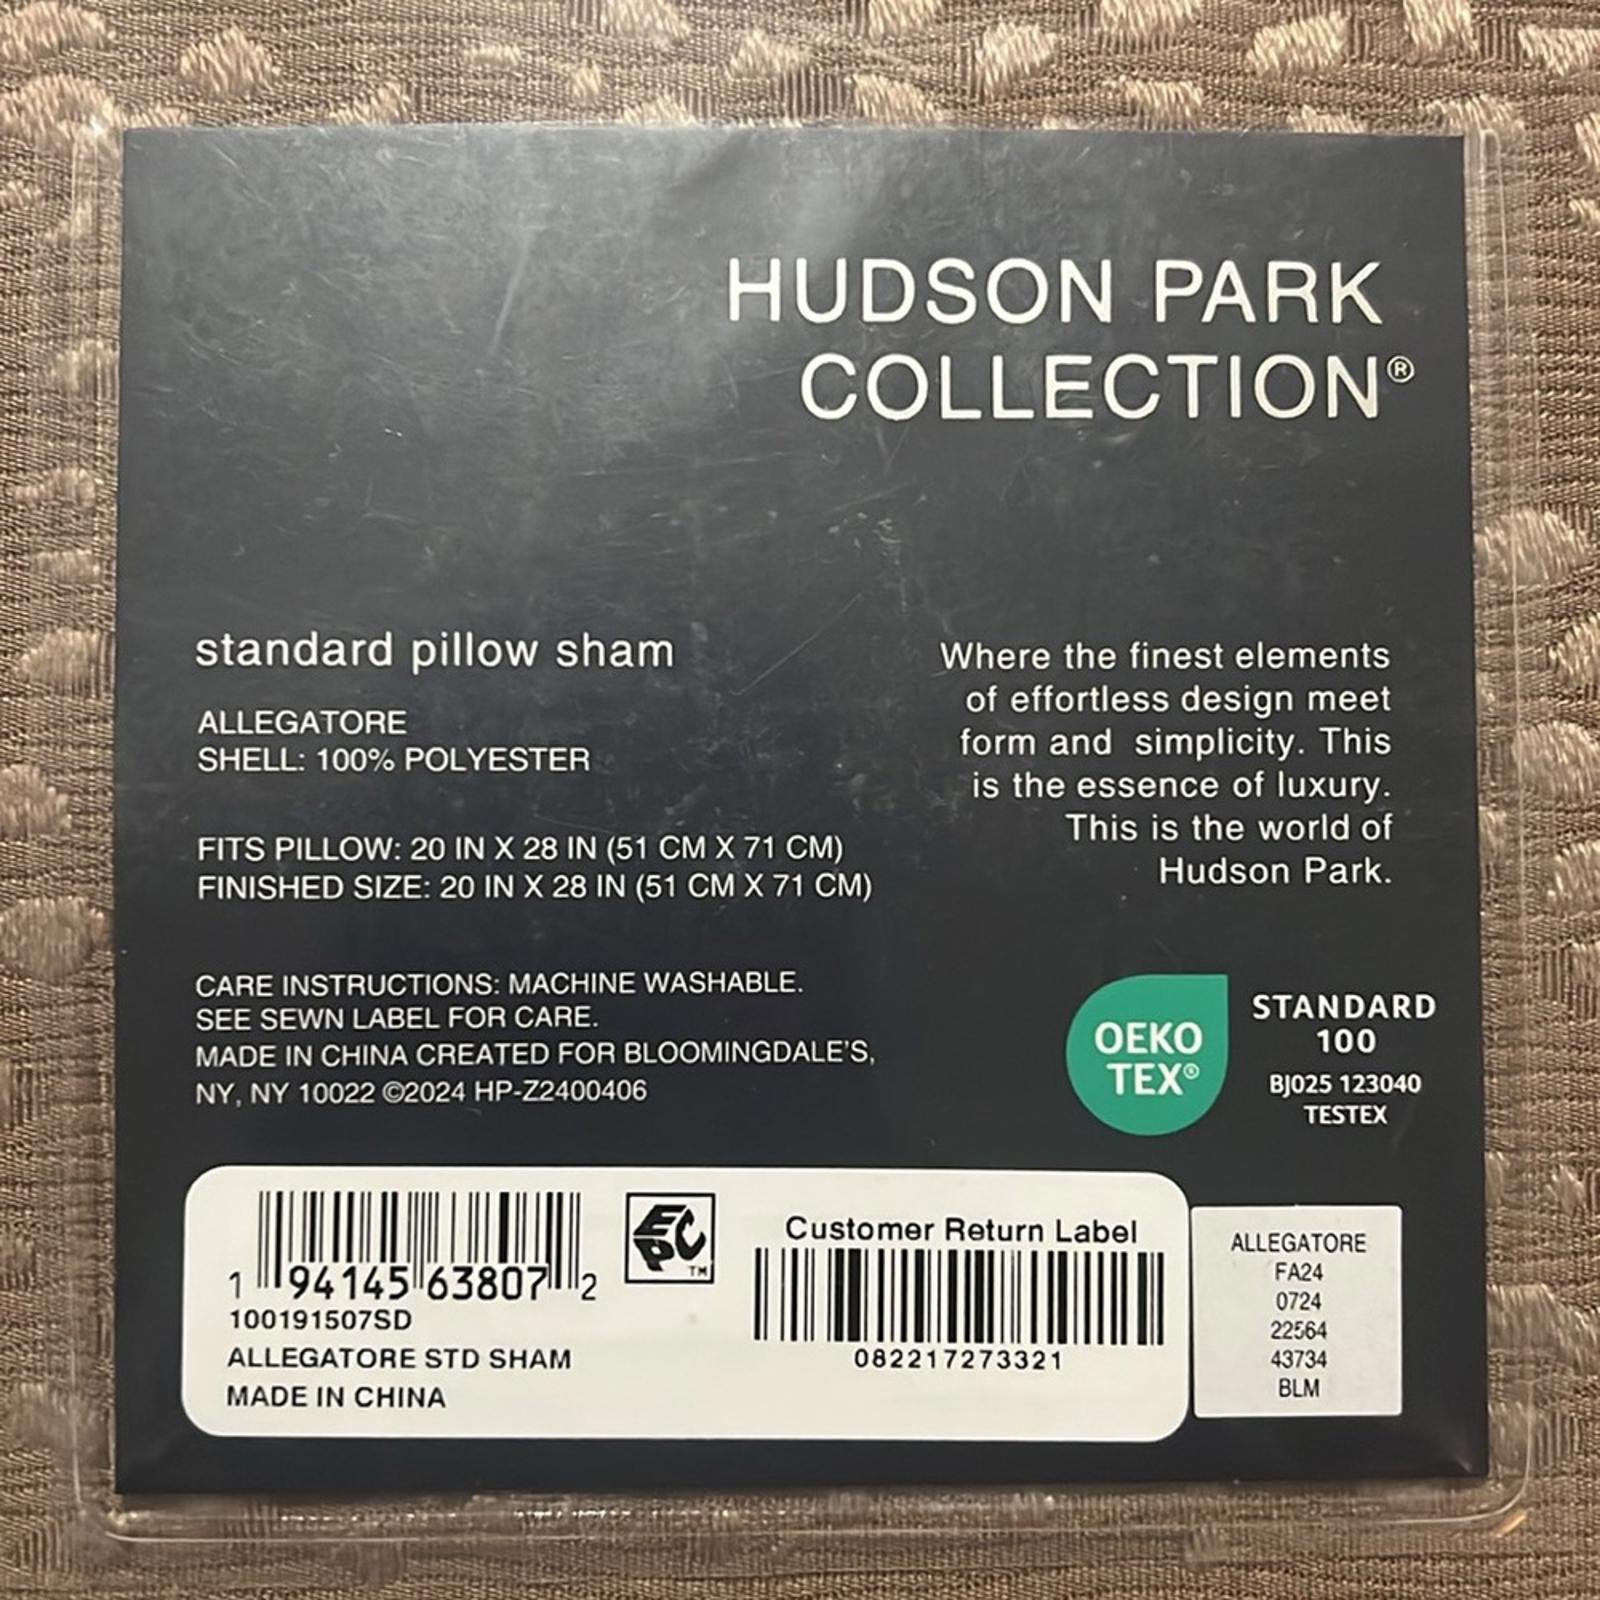 HUDSON PARK
COLLECTION®
standard pillow sham
ALLEGATORE
SHELL: 100% POLYESTER
FITS PILLOW: 20 IN X 28 IN (51 CM X 71 CM)
FINISHED SIZE: 20 IN X 28 IN (51 CM X 71 CM)
CARE INSTRUCTIONS: MACHINE WASHABLE.
SEE SEWN LABEL FOR CARE.
MADE IN CHINA CREATED FOR BLOOMINGDALE'S,
NY, NY 10022 ©2024 HP-Z2400406
Where the finest elements
of effortless design meet
form and simplicity. This
is the essence of luxury.
This is the world of
Hudson Park.
OEKO
TEX®
STANDARD
100
BJ025 123040
TESTEX
1 94145 63807 2
100191507SD
ALLEGATORE STD SHAM
MADE IN CHINA
EPC
TM
Customer Return Label
082217273321
ALLEGATORE
FA24
0724
22564
43734
BLM